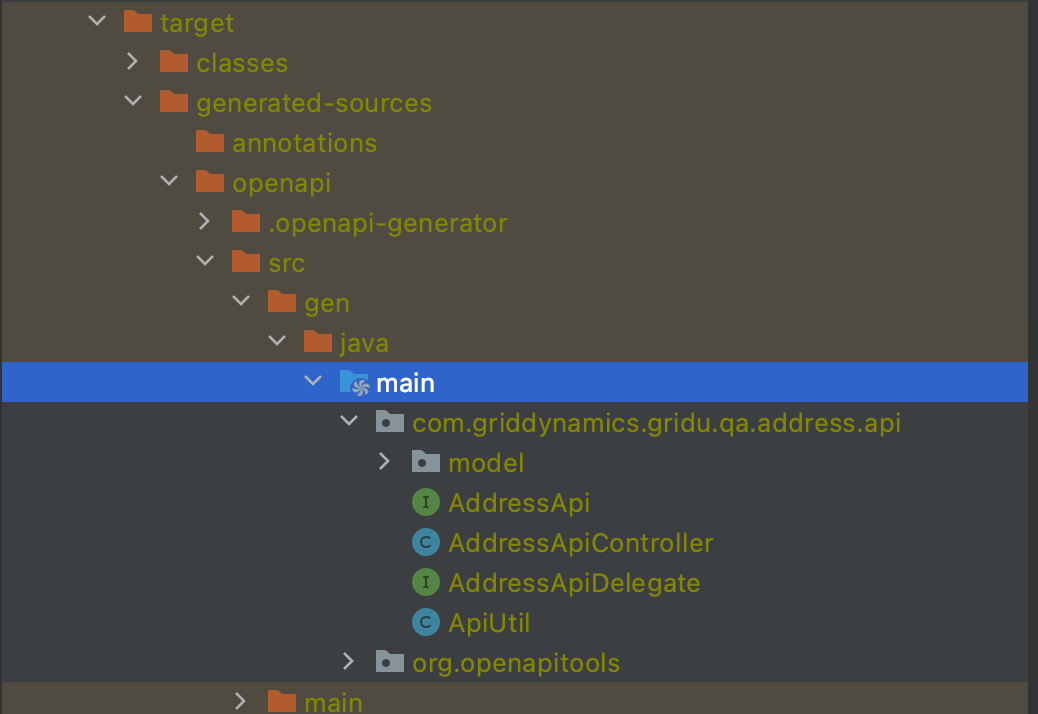 target
classes
generated-sources
annotations
openapi
.openapi-generator
src
gen
java
main
com.griddynamics.gridu.qa.address.api
model
I AddressApi
C AddressApiController
I AddressApiDelegate
C ApiUtil
org.openapitools
main